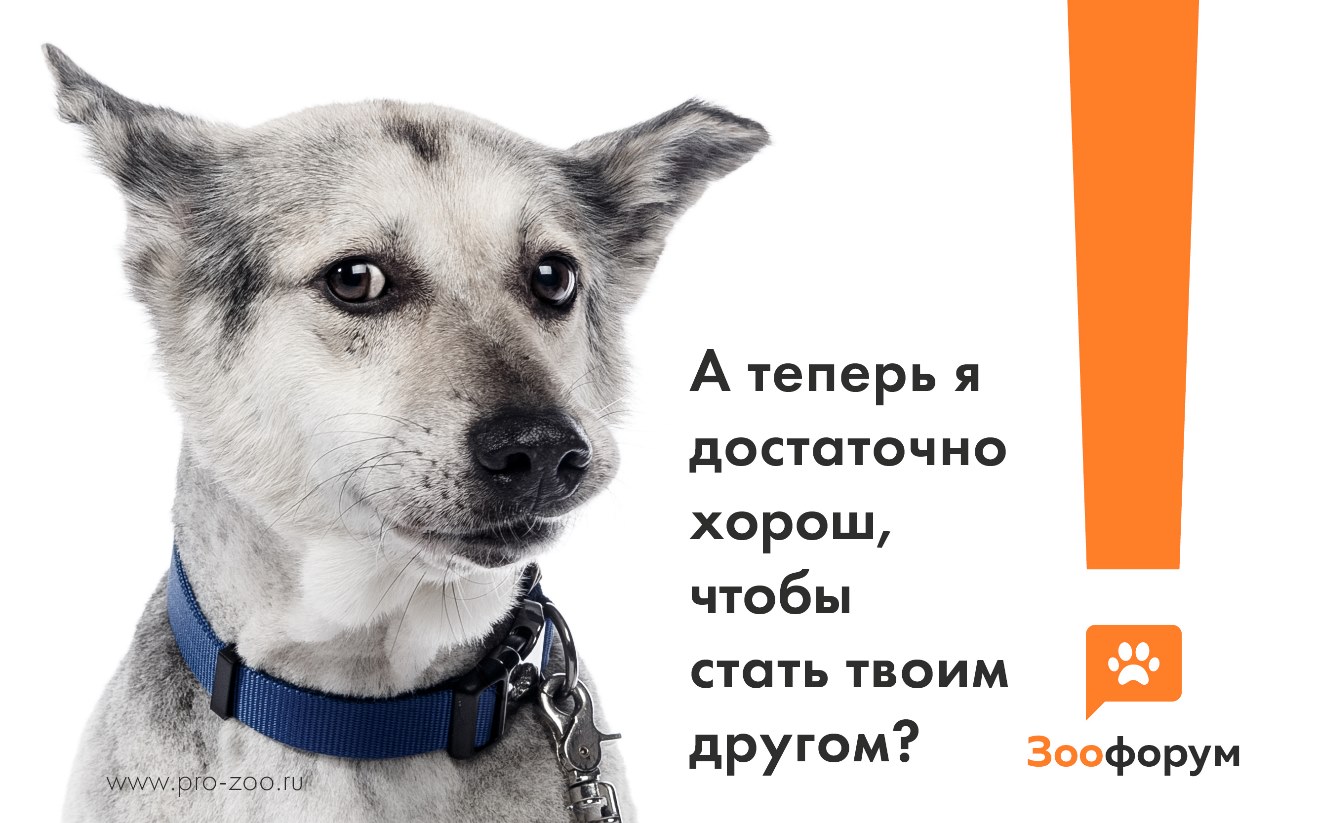 А теперь я
достаточно
хорош,
чтобы
стать твоим
другом?
Зоофорум
www.pro-zoo.ru